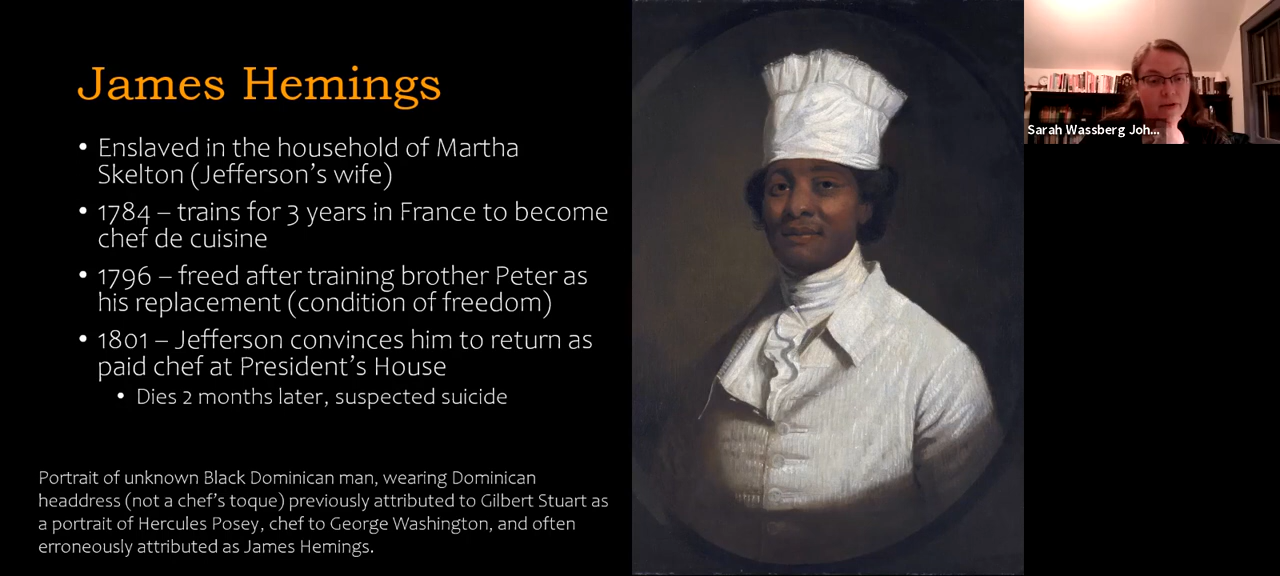 James Hemings
• Enslaved in the household of Martha
Skelton (Jefferson's wife)
• 1784 – trains for 3 years in France to become
chef de cuisine
• 1796 – freed after training brother Peter as
his replacement (condition of freedom)
• 1801 – Jefferson convinces him to return as
paid chef at President's House
• Dies 2 months later, suspected suicide
Portrait of unknown Black Dominican man, wearing Dominican
headdress (not a chef's toque) previously attributed to Gilbert Stuart as
a portrait of Hercules Posey, chef to George Washington, and often
erroneously attributed as James Hemings.
Sarah Wassberg Joh...